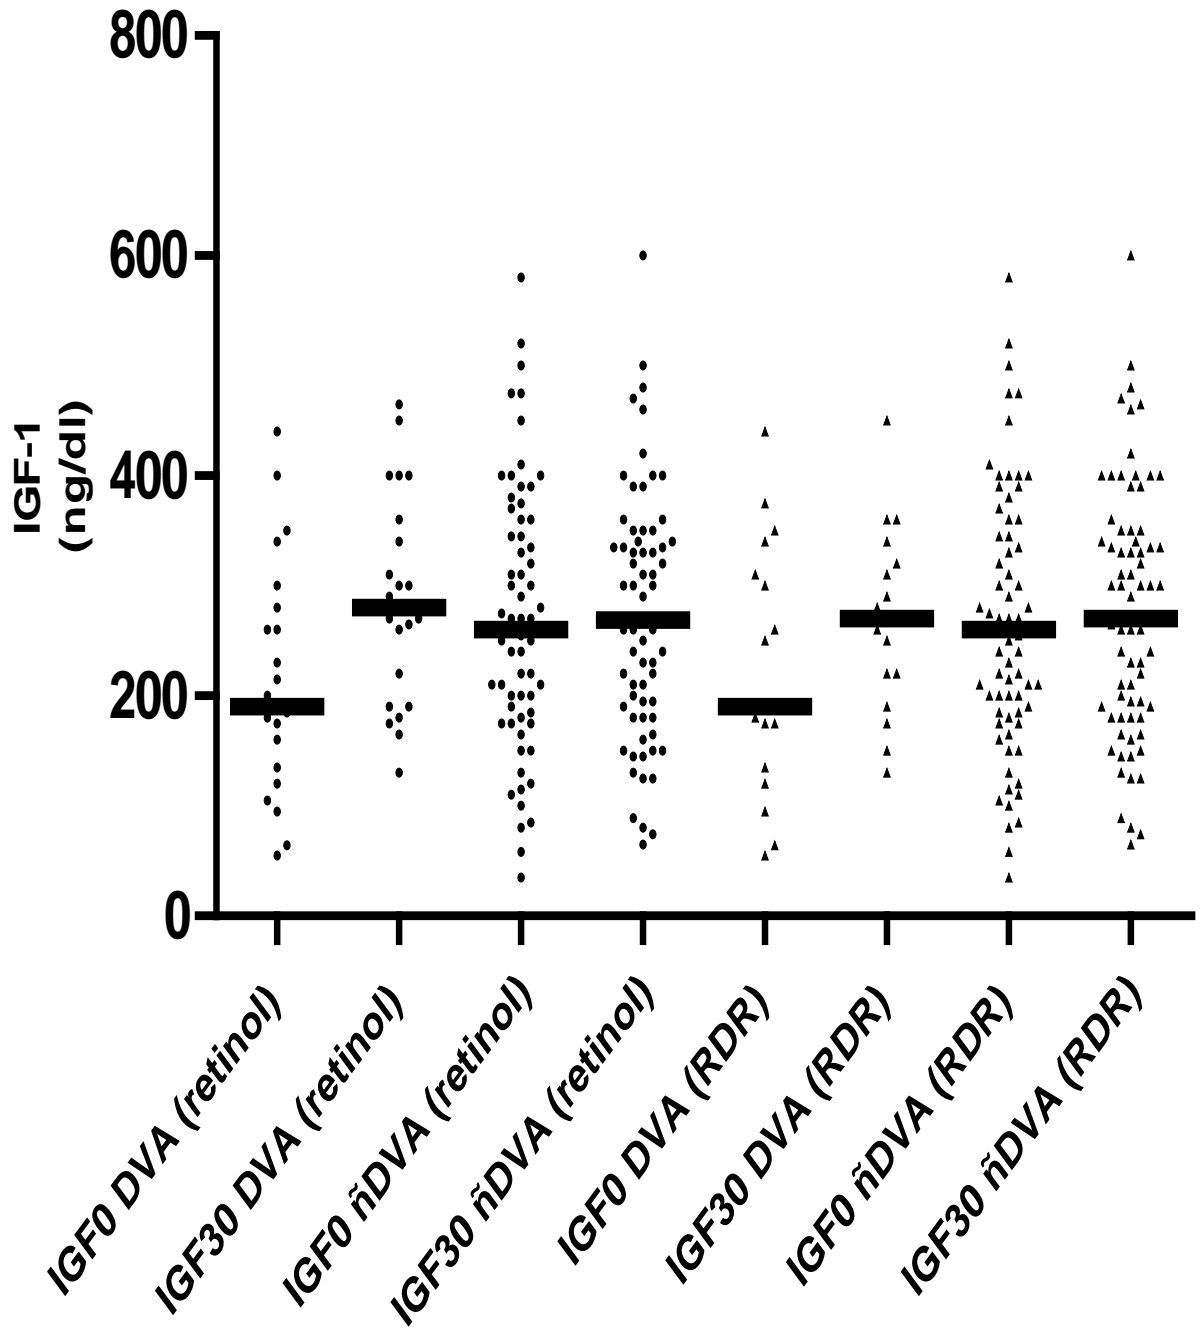 800
600
400
200
0
IGF-1
(ng/dl)
IGF0 DVA (retinol)
IGF30 DVA (retinol)
IGF0 ñDVA (retinol)
IGF30 ñDVA (retinol)
IGF0 DVA (RDR)
IGF30 DVA (RDR)
IGF0 ñDVA (RDR)
IGF30 ñDVA (RDR)